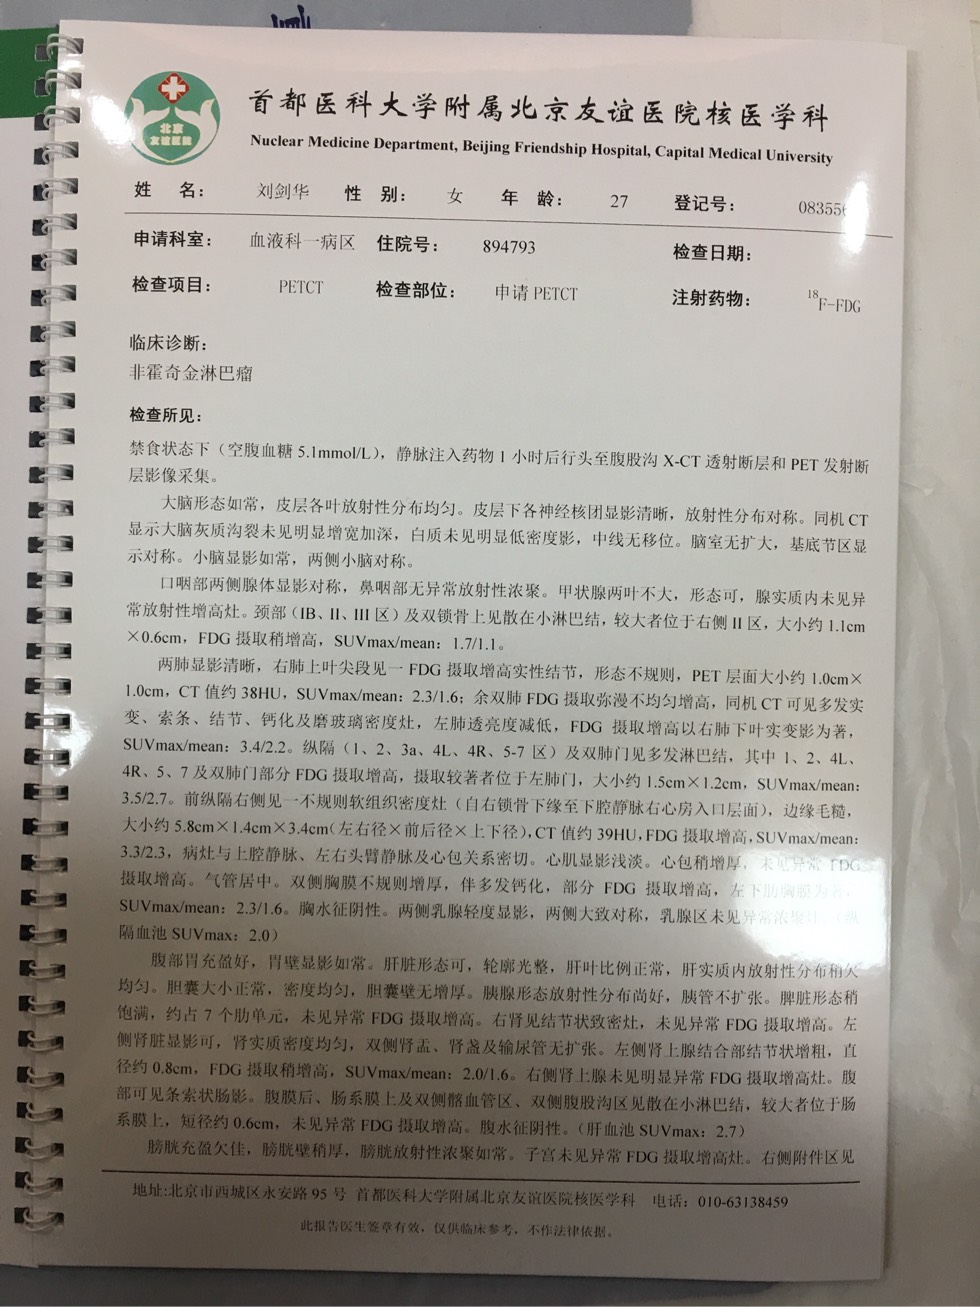 北京
友谊医院
首都医科大学附属北京友谊医院核医学科
Nuclear Medicine Department, Beijing Friendship Hospital, Capital Medical University
姓 名： 刘剑华 性 别： 女 年 龄： 27 登记号： 083556
申请科室： 血液科一病区 住院号： 894793 检查日期：
检查项目： PETCT 检查部位： 申请 PETCT 注射药物： 18F-FDG
临床诊断：
非霍奇金淋巴瘤
检查所见：
禁食状态下（空腹血糖 5.1mmol/L），静脉注入药物 1 小时后行头至腹股沟 X-CT 透射断层和 PET 发射断
层影像采集。
大脑形态如常，皮层各叶放射性分布均匀。皮层下各神经核团显影清晰，放射性分布对称。同机 CT
显示大脑灰质沟裂未见明显增宽加深，白质未见明显低密度影，中线无移位。脑室无扩大，基底节区显
示对称。小脑显影如常，两侧小脑对称。
口咽部两侧腺体显影对称，鼻咽部无异常放射性浓聚。甲状腺两叶不大，形态可，腺实质内未见异
常放射性增高灶。颈部（IB、II、III 区）及双锁骨上见散在小淋巴结，较大者位于右侧 II 区，大小约 1.1cm
×0.6cm，FDG 摄取稍增高，SUVmax/mean：1.7/1.1。
两肺显影清晰，右肺上叶尖段见一 FDG 摄取增高实性结节，形态不规则，PET 层面大小约 1.0cm×
1.0cm，CT 值约 38HU，SUVmax/mean：2.3/1.6；余双肺 FDG 摄取弥漫不均匀增高，同机 CT 可见多发实
变、索条、结节、钙化及磨玻璃密度灶，左肺透亮度减低，FDG 摄取增高以右肺下叶实变影为著，
SUVmax/mean：3.4/2.2。纵隔（1、2、3a、4L、4R、5-7 区）及双肺门见多发淋巴结，其中 1、2、4L、
4R、5、7 及双肺门部分 FDG 摄取增高，摄取较著者位于左肺门，大小约 1.5cm×1.2cm，SUVmax/mean：
3.5/2.7。前纵隔右侧见一不规则软组织密度灶（自右锁骨下缘至下腔静脉右心房入口层面），边缘毛糙，
大小约 5.8cm×1.4cm×3.4cm（左右径×前后径×上下径），CT 值约 39HU，FDG 摄取增高，SUVmax/mean：
3.3/2.3，病灶与上腔静脉、左右头臂静脉及心包关系密切。心肌显影浅淡。心包稍增厚，未见异常 FDG
摄取增高。气管居中。双侧胸膜不规则增厚，伴多发钙化，部分 FDG 摄取增高，左下肋胸膜为著，
SUVmax/mean：2.3/1.6。胸水征阴性。两侧乳腺轻度显影，两侧大致对称，乳腺区未见异常浓聚
隔血池 SUVmax：2.0）
腹部胃充盈好，胃壁显影如常。肝脏形态可，轮廓光整，肝叶比例正常，肝实质内放射性分布稍欠
均匀。胆囊大小正常，密度均匀，胆囊壁无增厚。胰腺形态放射性分布尚好，胰管不扩张。脾脏形态稍
饱满，约占 7 个肋单元，未见异常 FDG 摄取增高。右肾见结节状致密灶，未见异常 FDG 摄取增高。左
侧肾脏显影可，肾实质密度均匀，双侧肾盂、肾盏及输尿管无扩张。左侧肾上腺结合部结节状增粗，直
径约 0.8cm，FDG 摄取稍增高，SUVmax/mean：2.0/1.6。右侧肾上腺未见明显异常 FDG 摄取增高灶。腹
部可见条索状肠影。腹膜后、肠系膜上及双侧髂血管区、双侧腹股沟区见散在小淋巴结，较大者位于肠
系膜上，短径约 0.6cm，未见异常 FDG 摄取增高。腹水征阴性。（肝血池 SUVmax：2.7）
膀胱充盈欠佳，膀胱壁稍厚，膀胱放射性浓聚如常。子宫未见异常 FDG 摄取增高灶。右侧附件区见
地址:北京市西城区永安路 95 号 首都医科大学附属北京友谊医院核医学科 电话：010-63138459
此报告医生签章有效，仅供临床参考，不作法律依据。